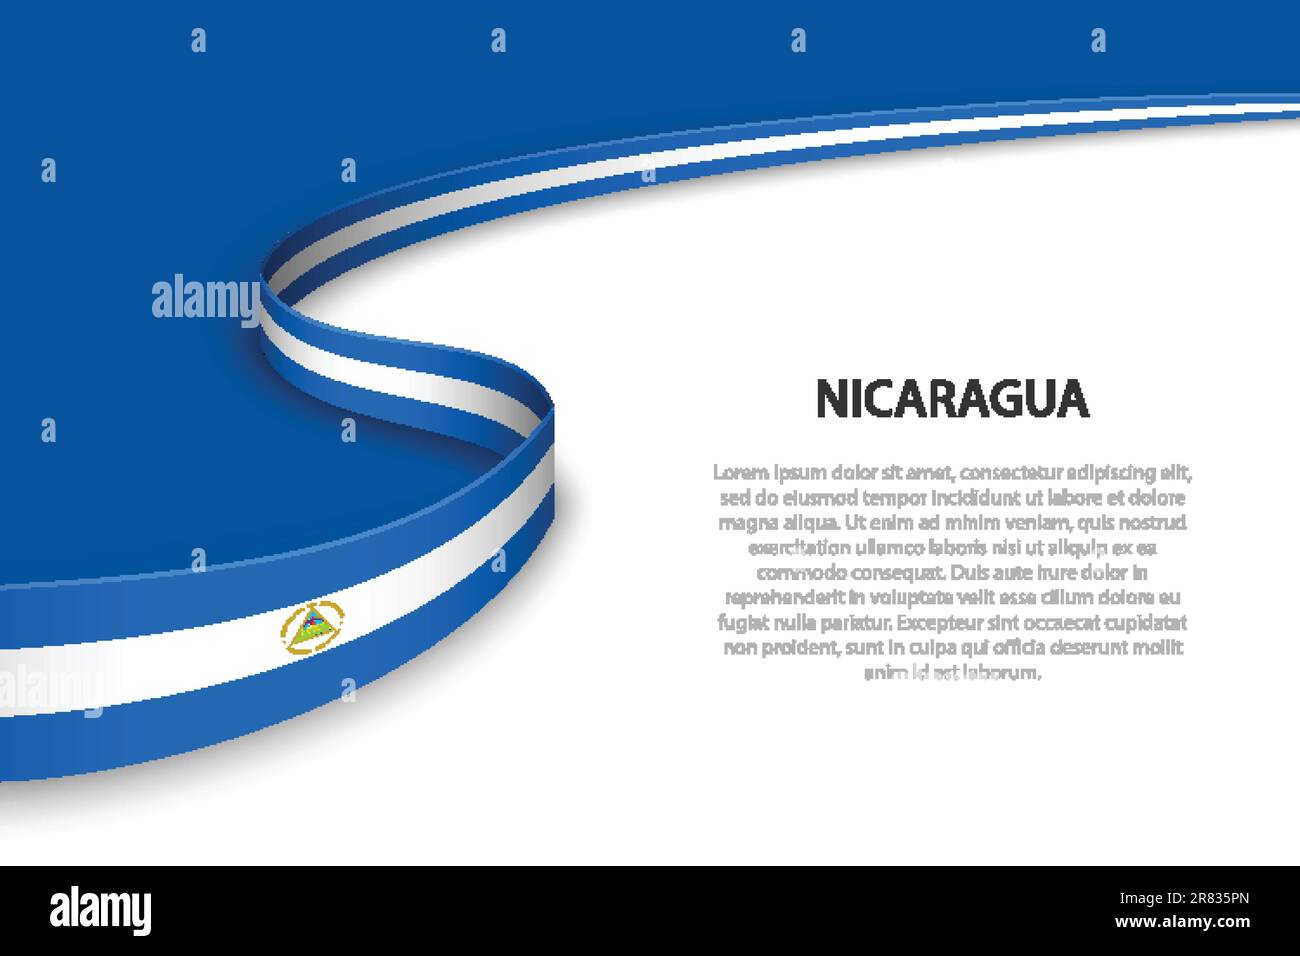 a a a a
a a a
alamy
a a
NICARAGUA
Lorem ipsum dolor sit amet, consectetur adipiscing elit,
sed do eiusmod tempor incididunt ut labore et dolore
magna aliqua. Ut enim ad minim veniam, quis nostrud
exercitation ullamco laboris nisi ut aliquip ex ea
commodo consequat. Duis aute irure dolor in
reprehenderit in voluptate velit esse cillum dolore eu
fugiat nulla pariatur. Excepteur sint occaecat cupidatat
non proident, sunt in culpa qui officia deserunt mollit
anim id est laborum.
a a
alamy
a
alamy
Image ID: 2R835PN
www.alamy.com